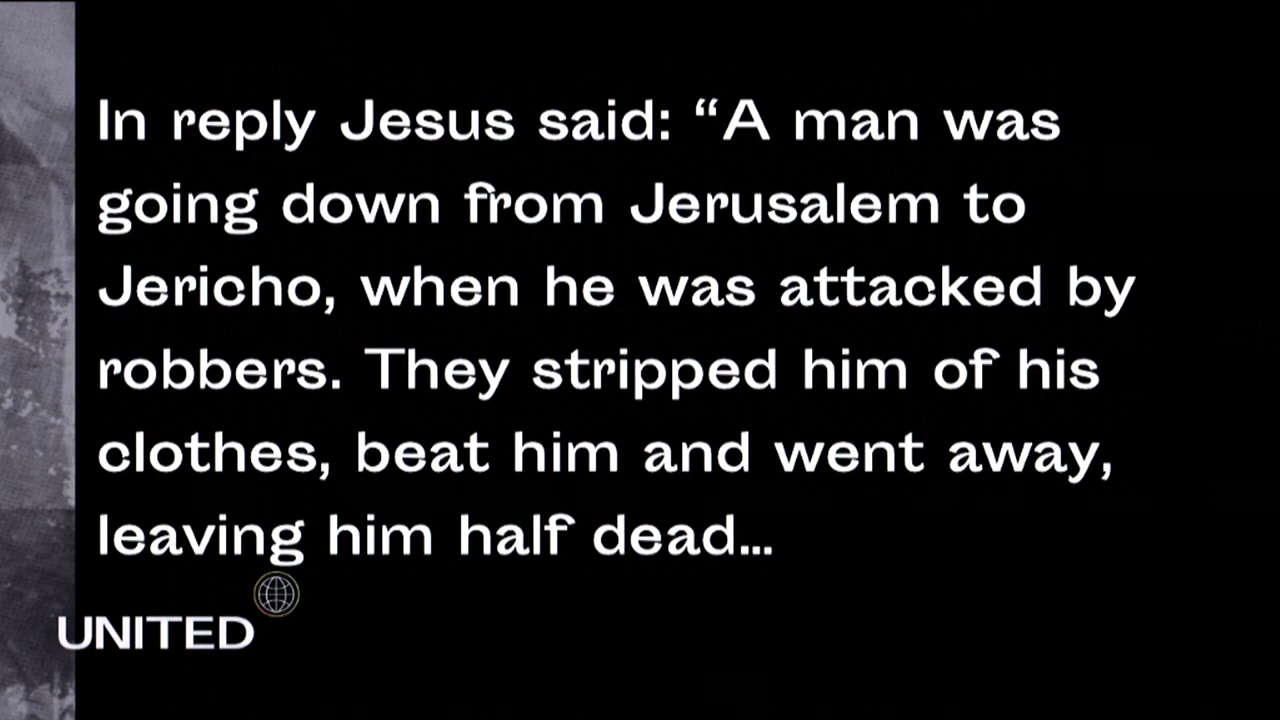 In reply Jesus said: “A man was
going down from Jerusalem to
Jericho, when he was attacked by
robbers. They stripped him of his
clothes, beat him and went away,
leaving him half dead...
UNITED